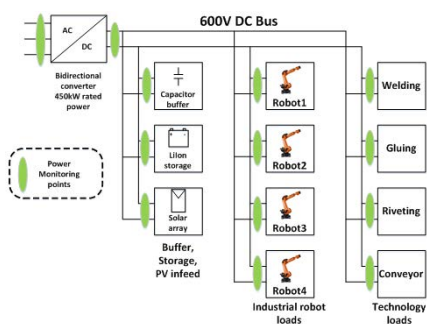 600V DC Bus
AC
DC
Bidirectional
converter
450kW rated
power
Capacitor
buffer
LiIon
storage
Solar
array
Buffer,
Storage,
PV infeed
Power
Monitoring
points
Robot1
Robot2
Robot3
Robot4
Industrial robot
loads
Welding
Gluing
Riveting
Conveyor
Technology
loads